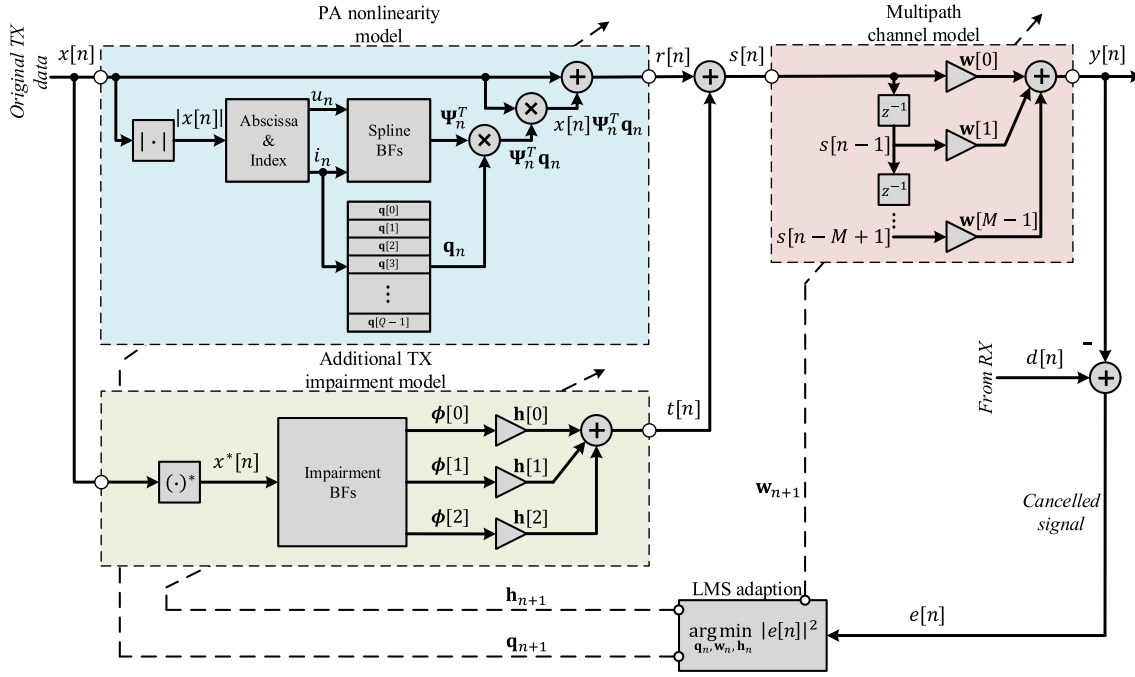 Original TX
data
x[n]
PA nonlinearity
model
|·|
|x[n]|
Abscissa
&
Index
u_n
i_n
Spline
BFs
Ψ_n^T
×
Ψ_n^T q_n
×
x[n]Ψ_n^T q_n
+
q[0]
q[1]
q[2]
q[3]
⋮
q[Q−1]
q_n
r[n]
+
s[n]
Multipath
channel model
w[0]
+
z⁻¹
s[n−1]
w[1]
z⁻¹
⋮
s[n−M+1]
w[M−1]
y[n]
-
From RX
d[n]
+
Additional TX
impairment model
(·)*
x*[n]
Impairment
BFs
ϕ[0]
h[0]
ϕ[1]
h[1]
ϕ[2]
h[2]
+
t[n]
w_{n+1}
Cancelled
signal
h_{n+1}
q_{n+1}
LMS adaption
arg min |e[n]|²
q_n,w_n,h_n
e[n]